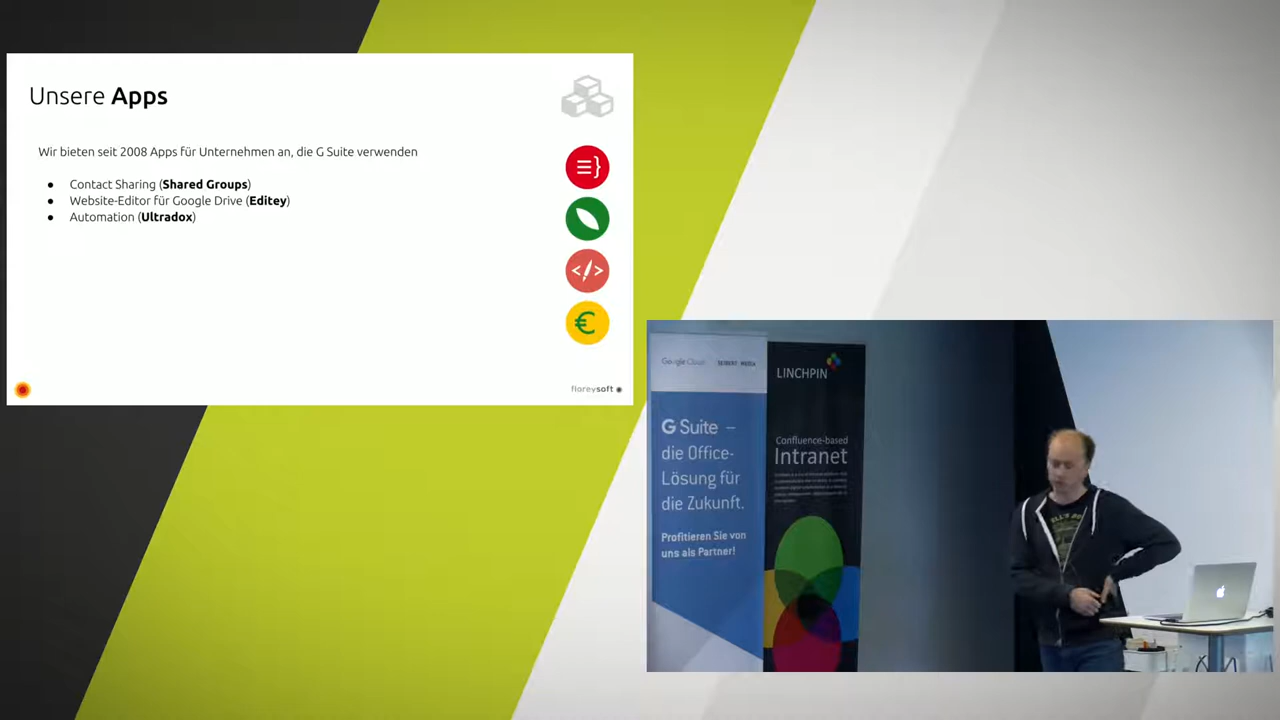 Unsere Apps
Wir bieten seit 2008 Apps für Unternehmen an, die G Suite verwenden
● Contact Sharing (Shared Groups)
● Website-Editor für Google Drive (Editey)
● Automation (Ultradox)
floreysoft
Google Cloud
SEIBERT MEDIA
G Suite –
die Office-
Lösung für
die Zukunft.
Profitieren Sie von
uns als Partner!
LINCHPIN
Confluence-based
Intranet